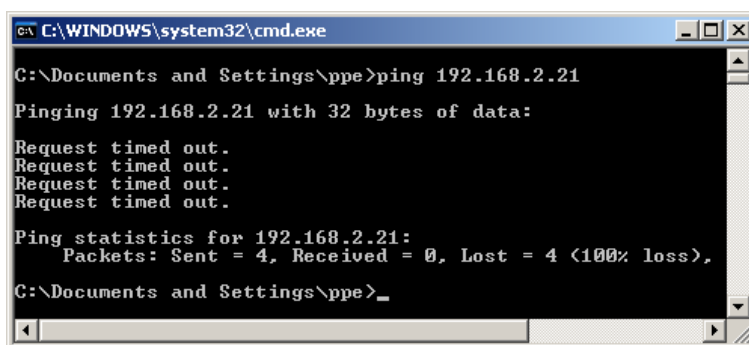 C:\WINDOWS\system32\cmd.exe
C:\Documents and Settings\ppe>ping 192.168.2.21
Pinging 192.168.2.21 with 32 bytes of data:
Request timed out.
Request timed out.
Request timed out.
Request timed out.
Ping statistics for 192.168.2.21:
    Packets: Sent = 4, Received = 0, Lost = 4 (100% loss),
C:\Documents and Settings\ppe>_